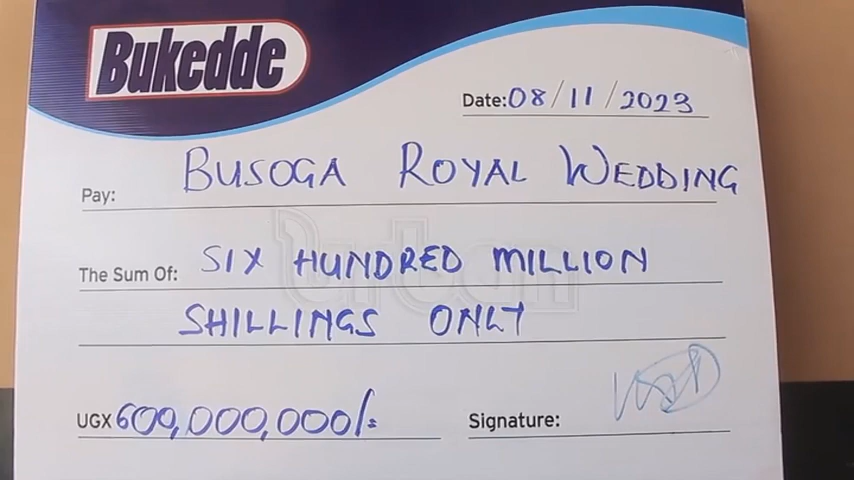 Bukedde
Date: 08/11/2023
Pay: BUSOGA ROYAL WEDDING
urban
The Sum Of: SIX HUNDRED MILLION
SHILLINGS ONLY
UGX 600,000,000/=
Signature: